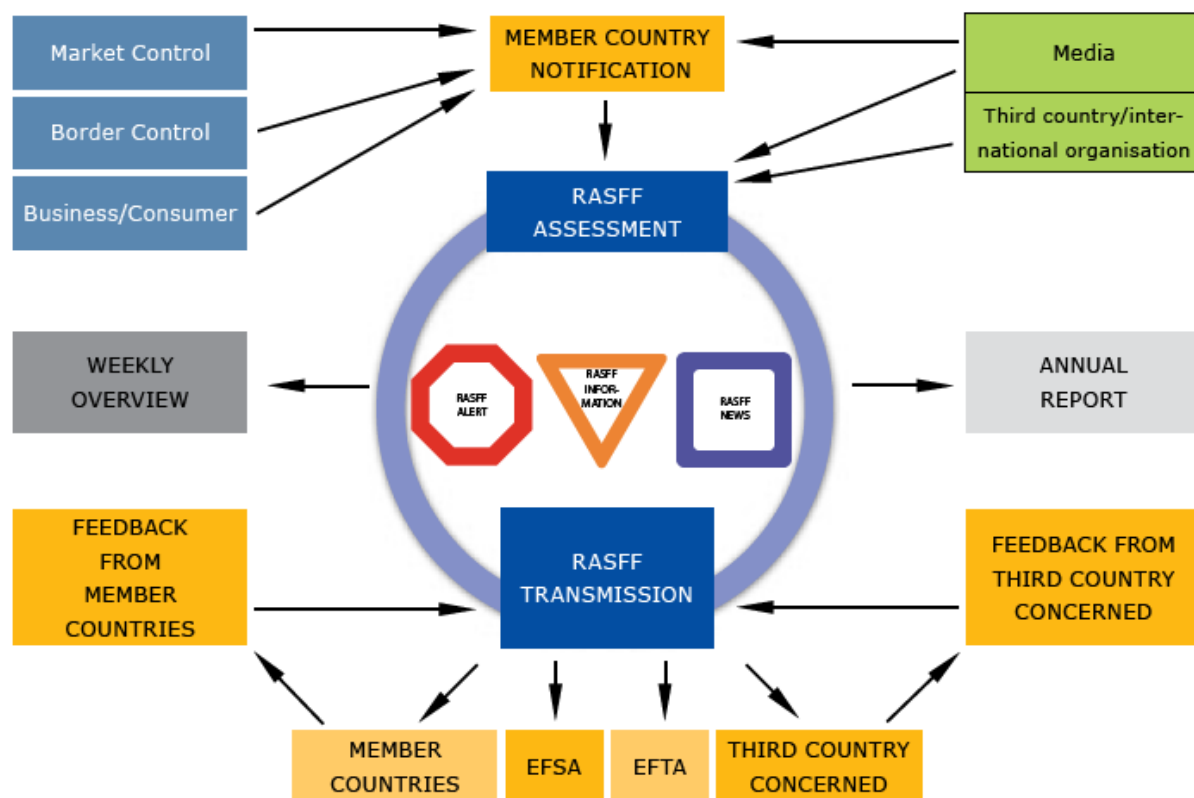 Market Control
MEMBER COUNTRY
NOTIFICATION
Media
Border Control
Third country/inter-
national organisation
Business/Consumer
RASFF
ASSESSMENT
WEEKLY
OVERVIEW
RASFF
ALERT
RASFF
INFOR-
MATION
RASFF
NEWS
ANNUAL
REPORT
FEEDBACK
FROM
MEMBER
COUNTRIES
RASFF
TRANSMISSION
FEEDBACK FROM
THIRD COUNTRY
CONCERNED
MEMBER
COUNTRIES
EFSA
EFTA
THIRD COUNTRY
CONCERNED